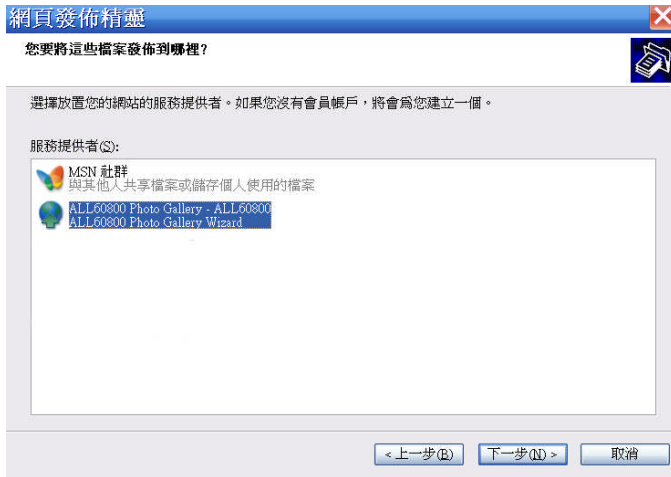 網頁發佈精靈
您要將這些檔案發佈到哪裡?
選擇放置您的網站的服務提供者。如果您沒有會員帳戶,將會爲您建立一個。
服務提供者(S):
MSN 社群
與其他人共享檔案或儲存個人使用的檔案
ALL60800 Photo Gallery - ALL60800
ALL60800 Photo Gallery Wizard
<上一步(B) 下一步(N)> 取消